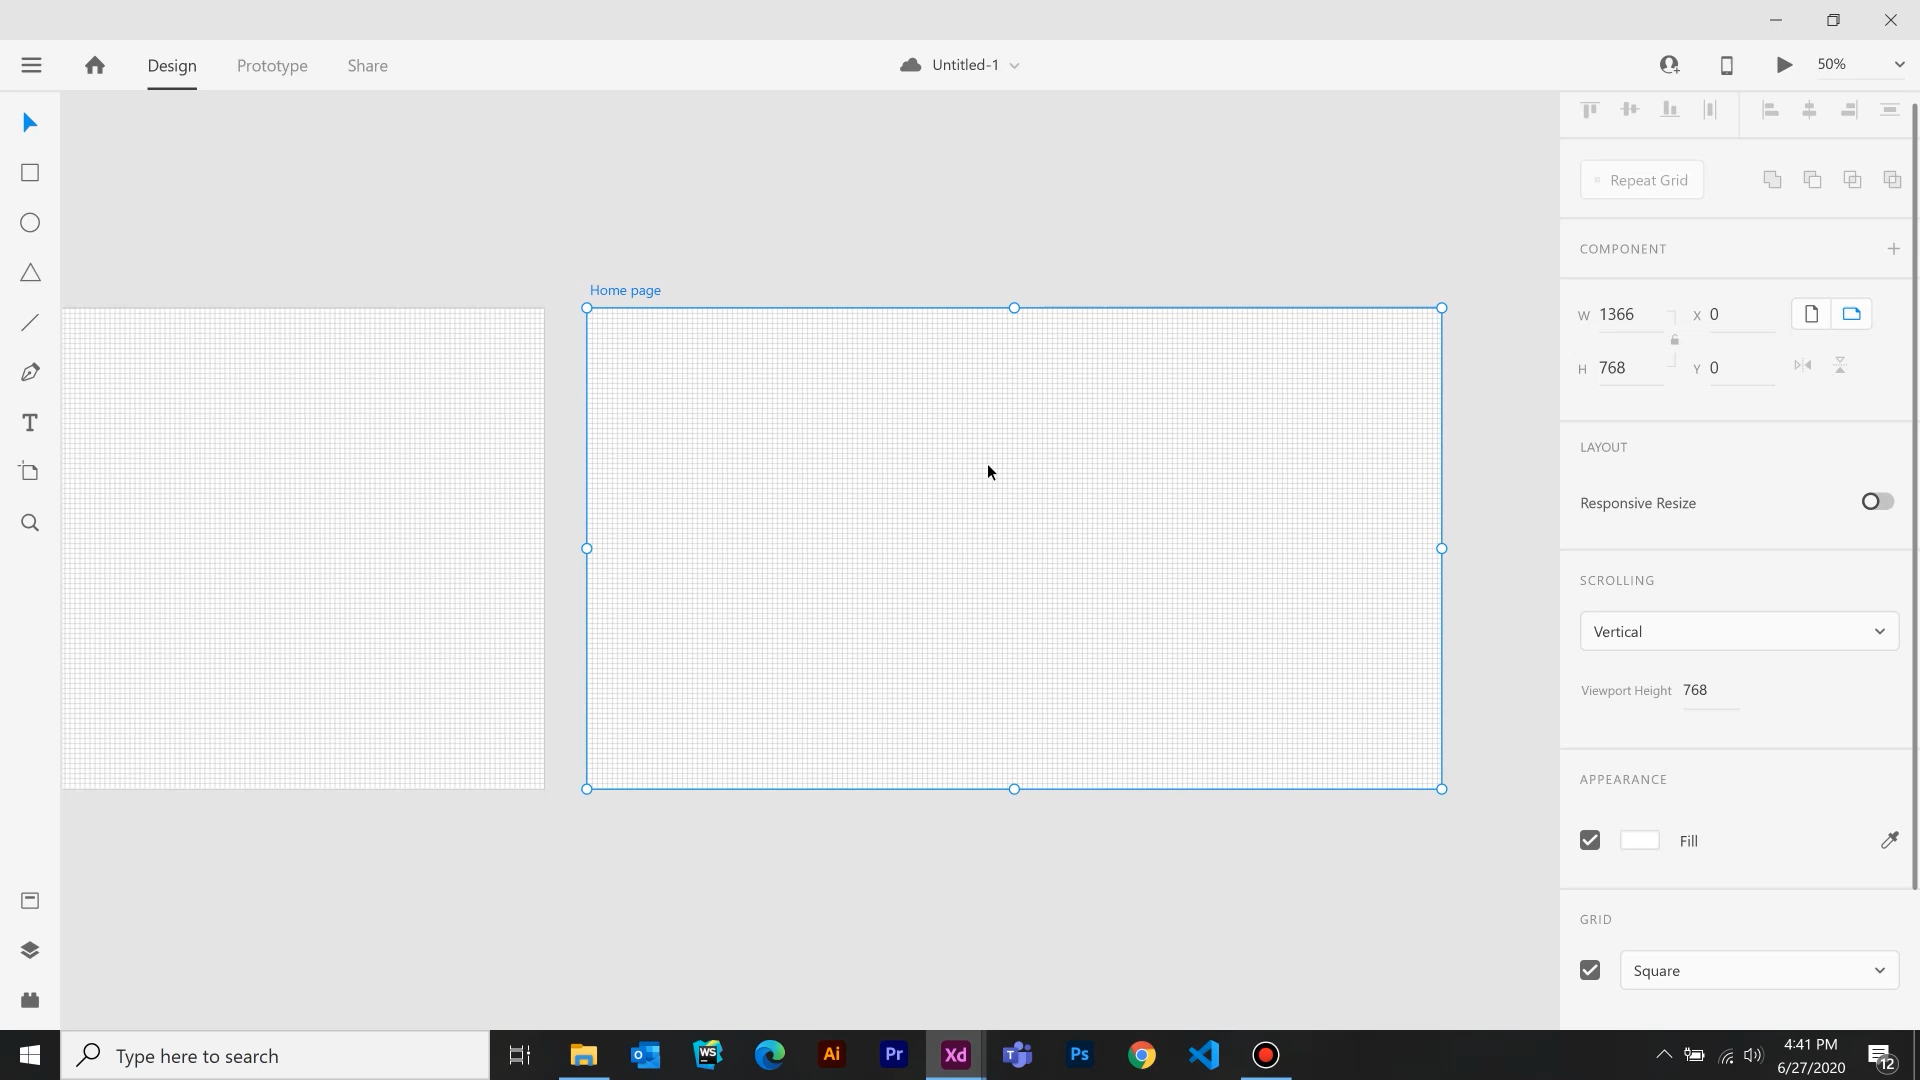 Design
Prototype
Share
Untitled-1
50%
Repeat Grid
COMPONENT
Home page
W 1366
X 0
H 768
Y 0
LAYOUT
Responsive Resize
SCROLLING
Vertical
Viewport Height 768
APPEARANCE
Fill
GRID
Square
T
Type here to search
O
WS
Ai
Pr
Xd
T
Ps
4:41 PM
6/27/2020
12